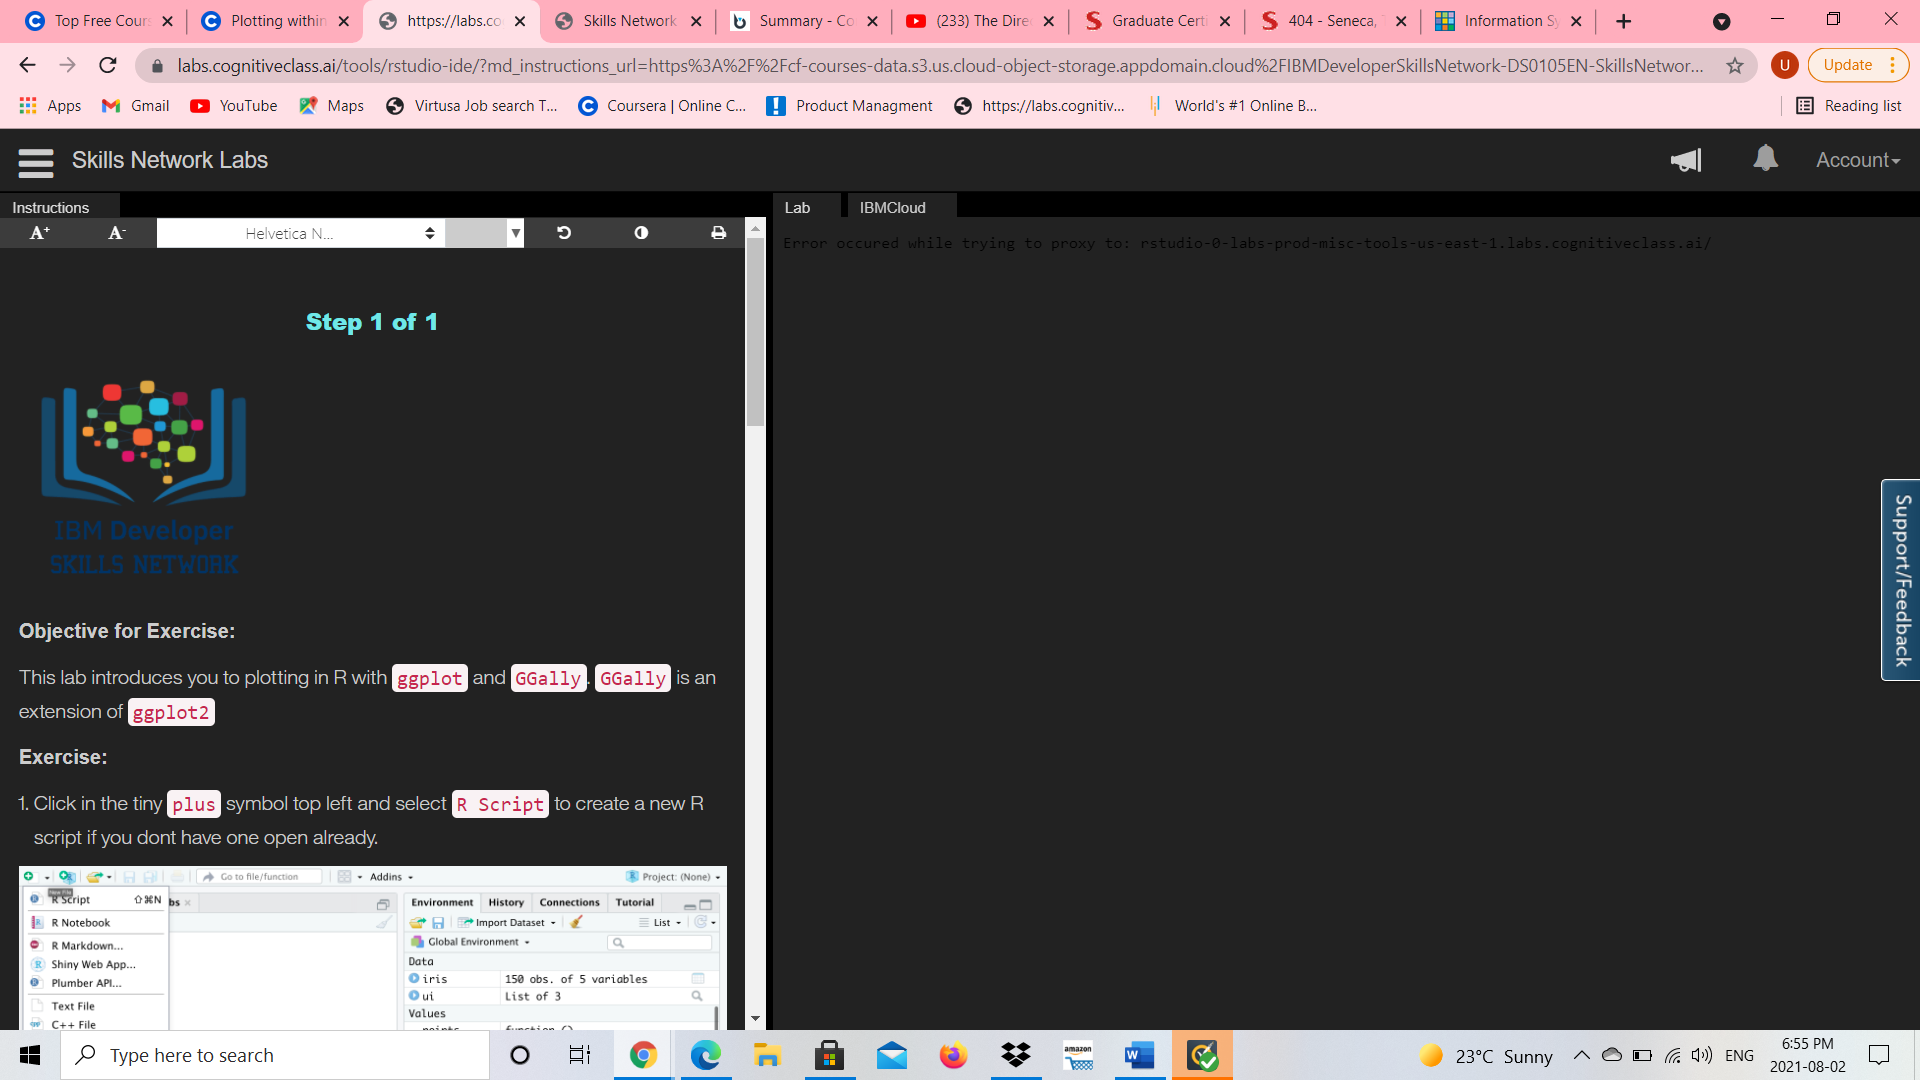 Top Free Cours
Plotting within
https://labs.co
Skills Network
Summary - Co
(233) The Dire
Graduate Certi
404 - Seneca, T
Information Sy
labs.cognitiveclass.ai/tools/rstudio-ide/?md_instructions_url=https%3A%2F%2Fcf-courses-data.s3.us.cloud-object-storage.appdomain.cloud%2FIBMDeveloperSkillsNetwork-DS0105EN-SkillsNetwor...
U
Update
Apps
Gmail
YouTube
Maps
Virtusa Job search T...
Coursera | Online C...
Product Managment
https://labs.cognitiv...
World's #1 Online B...
Reading list
Skills Network Labs
Account
Instructions
Lab
IBMCloud
A+
A-
Helvetica N...
Error occured while trying to proxy to: rstudio-0-labs-prod-misc-tools-us-east-1.labs.cognitiveclass.ai/
Step 1 of 1
IBM Developer
SKILLS NETWORK
Support/Feedback
Objective for Exercise:
This lab introduces you to plotting in R with ggplot and GGally. GGally is an
extension of ggplot2
Exercise:
1. Click in the tiny plus symbol top left and select R Script to create a new R
script if you dont have one open already.
Go to file/function
Addins
Project: (None)
New File
R Script ⇧⌘N
bs
R Notebook
R Markdown...
Shiny Web App...
Plumber API...
Text File
C++ File
Environment
History
Connections
Tutorial
Import Dataset
List
Global Environment
Data
iris 150 obs. of 5 variables
ui List of 3
Values
points function ()
Type here to search
amazon
23°C Sunny
ENG
6:55 PM
2021-08-02